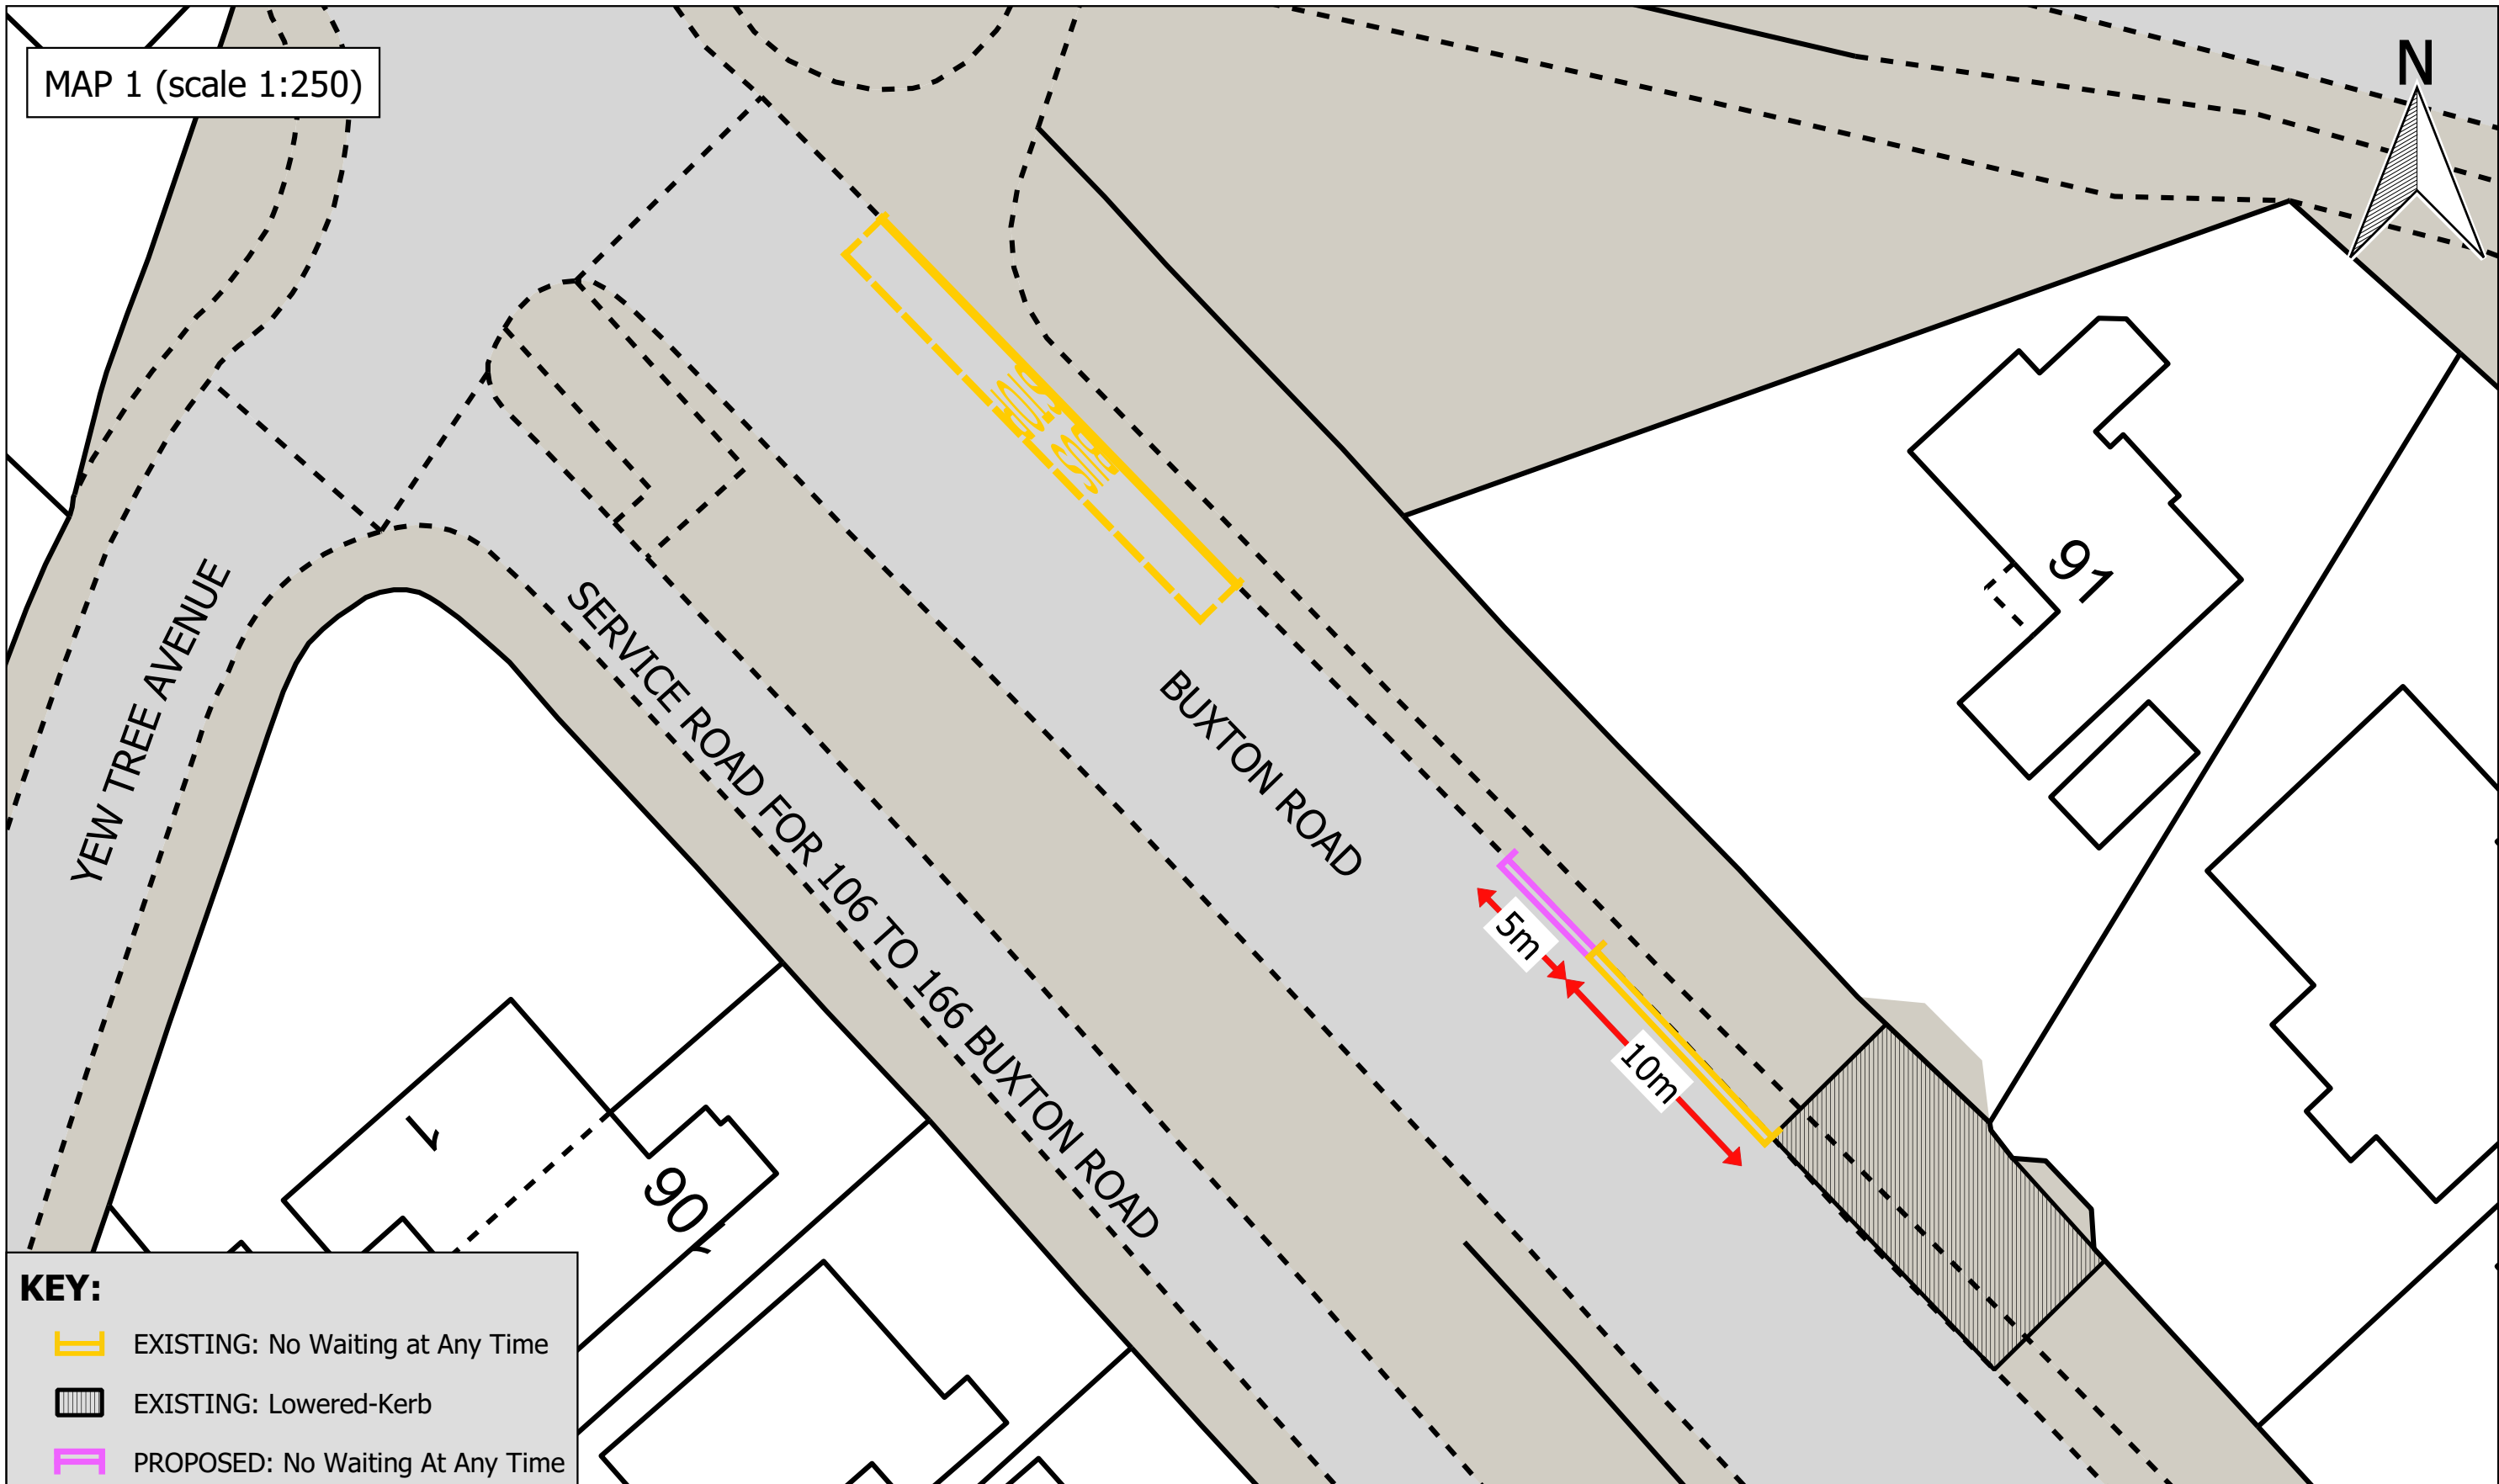 MAP 1 (scale 1:250)
N
91
YEW TREE AVENUE
SERVICE ROAD FOR 106 TO 166 BUXTON ROAD
BUXTON ROAD
5m
10m
1
KEY:
EXISTING: No Waiting at Any Time
EXISTING: Lowered-Kerb
PROPOSED: No Waiting At Any Time